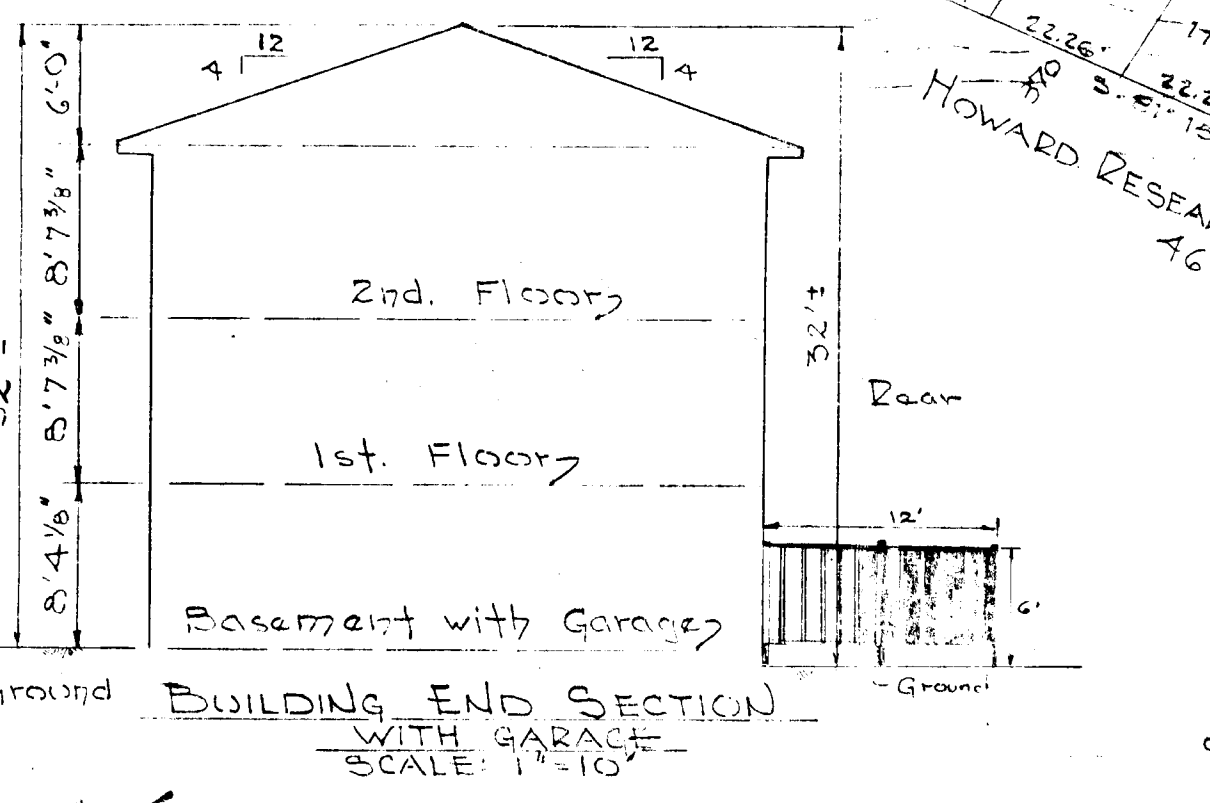 12
4
12
4
6'-0"
8' 7 3/8"
8' 7 3/8"
8' 4 1/8"
32'±
2nd. Floor
1st. Floor
Basement with Garage
Rear
12'
6'
Ground
Ground
BUILDING END SECTION
WITH GARAGE
SCALE: 1"=10'
22.26'
HOWARD RESEA
46